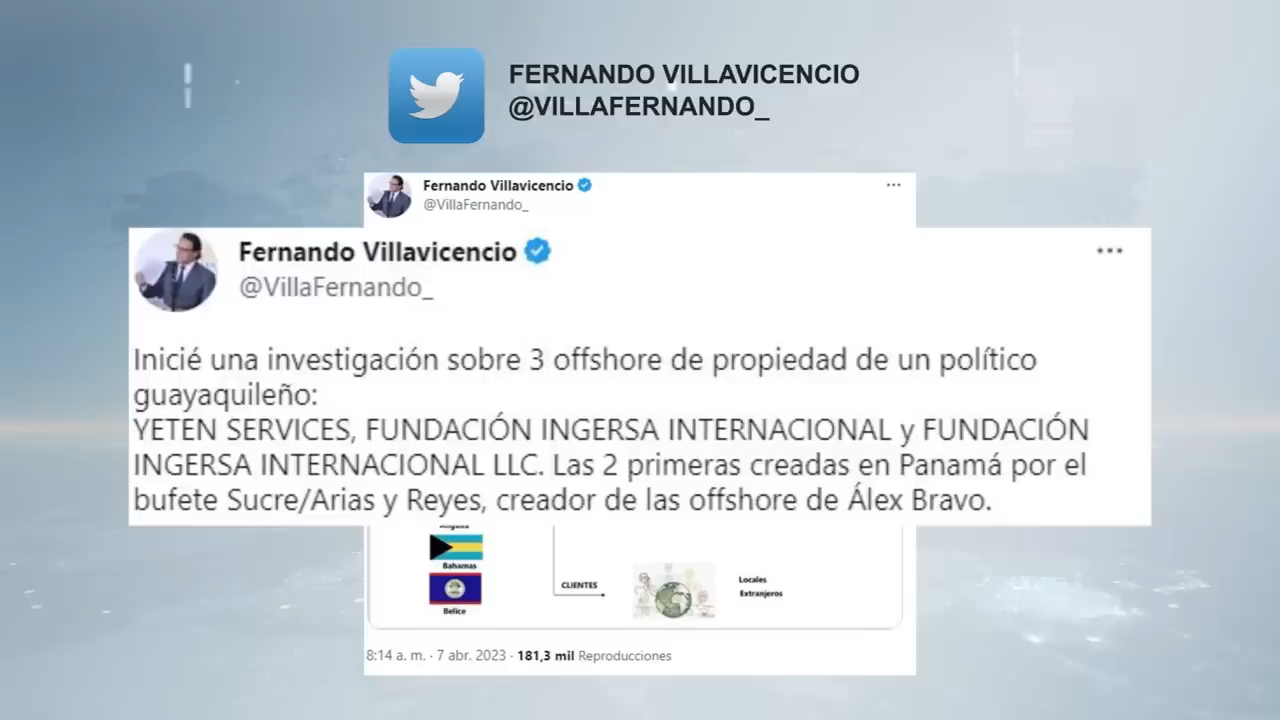 FERNANDO VILLAVICENCIO
@VILLAFERNANDO_
Fernando Villavicencio
@VillaFernando_
Fernando Villavicencio
@VillaFernando_
Inicié una investigación sobre 3 offshore de propiedad de un político
guayaquileño:
YETEN SERVICES, FUNDACIÓN INGERSA INTERNACIONAL y FUNDACIÓN
INGERSA INTERNACIONAL LLC. Las 2 primeras creadas en Panamá por el
bufete Sucre/Arias y Reyes, creador de las offshore de Álex Bravo.
Bahamas
Belice
CLIENTES
Locales
Extranjeros
8:14 a. m. · 7 abr. 2023 · 181,3 mil Reproducciones